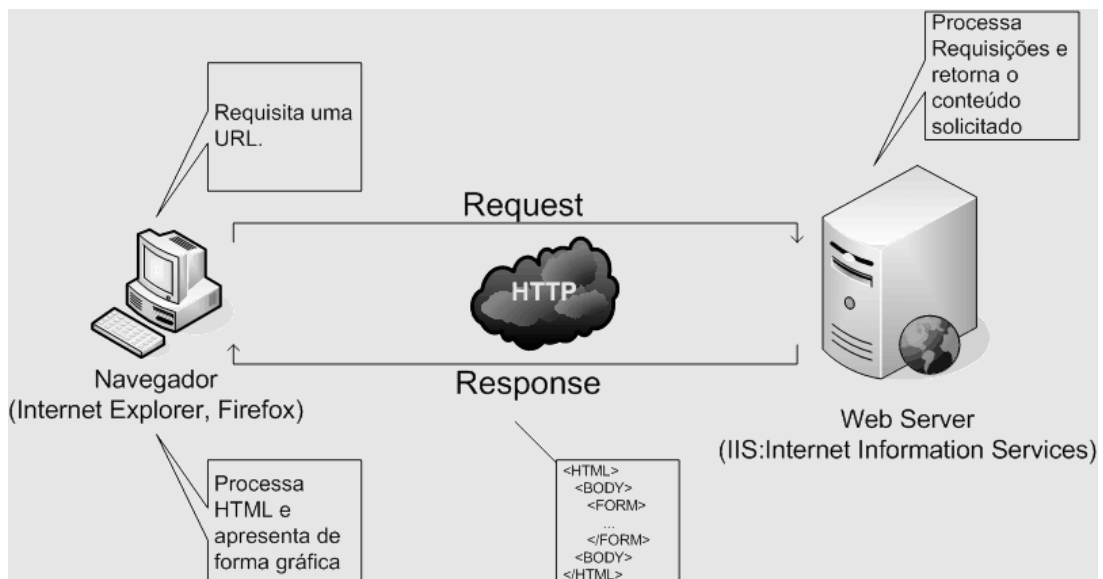 Processa
Requisições e
retorna o
conteúdo
solicitado
Requisita uma
URL.
Request
HTTP
Response
Navegador
(Internet Explorer, Firefox)
Web Server
(IIS:Internet Information Services)
Processa
HTML e
apresenta de
forma gráfica
<HTML>
<BODY>
<FORM>
...
</FORM>
<BODY>
</HTML>